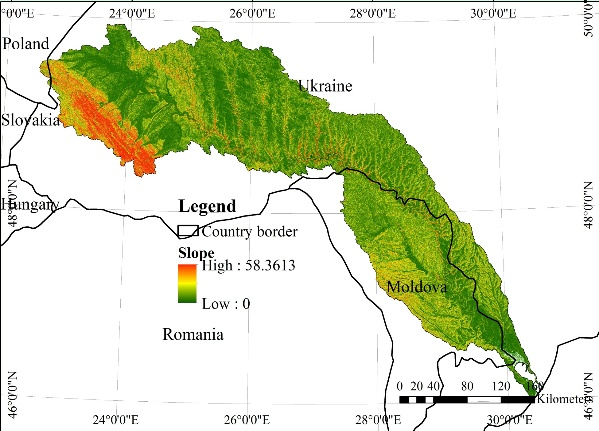 0°0'E 24°0'0"E 26°0'0"E 28°0'0"E 30°0'0"E
50°0'0"N
Poland
Ukraine
Slovakia
Hungary
48°0'0"N
48°0'0"N
Legend
Country border
Slope
High : 58.3613
Low : 0
Moldova
Romania
0 20 40 80 120 160
Kilometers
46°0'0"N
46°0'0"N
24°0'0"E 26°0'0"E 28°0'0"E 30°0'0"E